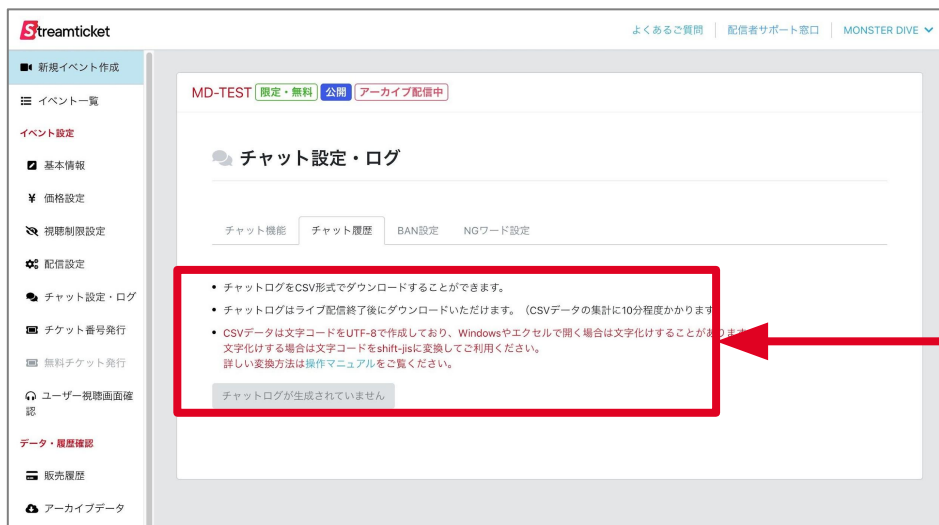 Streamticket
よくあるご質問
配信者サポート窓口
MONSTER DIVE
新規イベント作成
イベント一覧
イベント設定
基本情報
¥ 価格設定
視聴制限設定
配信設定
チャット設定・ログ
チケット番号発行
無料チケット発行
ユーザー視聴画面確
認
データ・履歴確認
販売履歴
アーカイブデータ
MD-TEST 限定・無料 公開 アーカイブ配信中
チャット設定・ログ
チャット機能 チャット履歴 BAN設定 NGワード設定
• チャットログをCSV形式でダウンロードすることができます。
• チャットログはライブ配信終了後にダウンロードいただけます。（CSVデータの集計に10分程度かかります
• CSVデータは文字コードをUTF-8で作成しており、Windowsやエクセルで開く場合は文字化けすることがあります
文字化けする場合は文字コードをshift-jisに変換してご利用ください。
詳しい変換方法は操作マニュアルをご覧ください。
チャットログが生成されていません